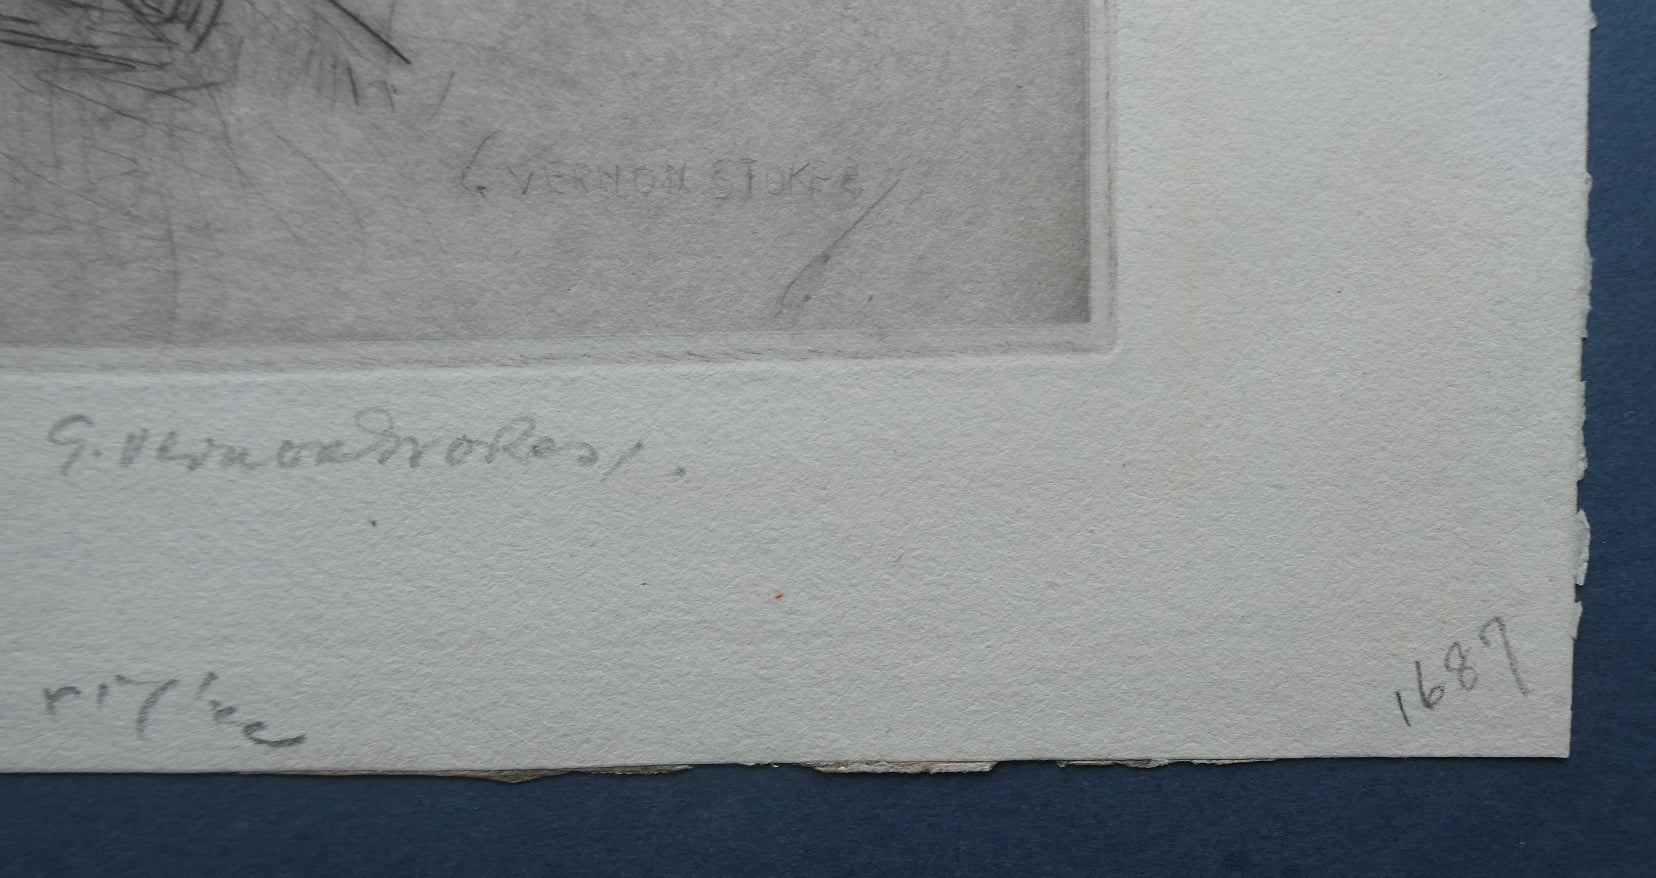 G. VERNON STOKES
G. Vernon Stokes
1687